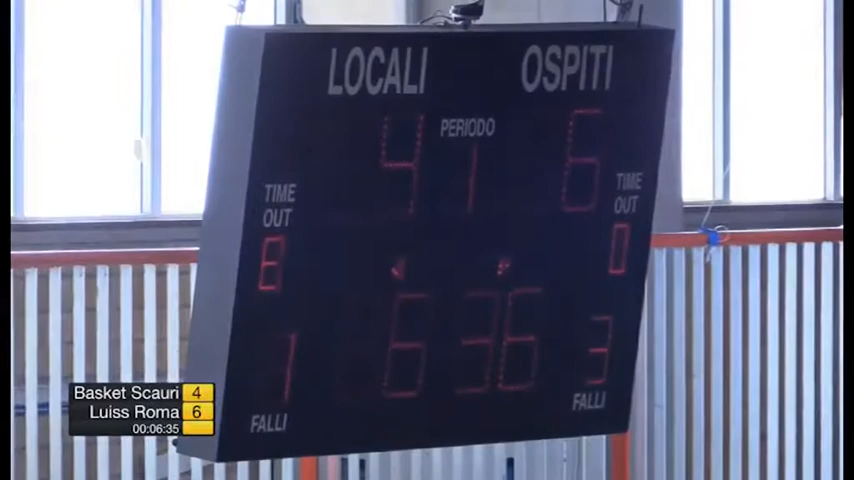 LOCALI OSPITI
4 PERIODO 6
1
TIME OUT TIME OUT
8 0
6 36
1 3
FALLI FALLI
Basket Scauri 4
Luiss Roma 6
00:06:35